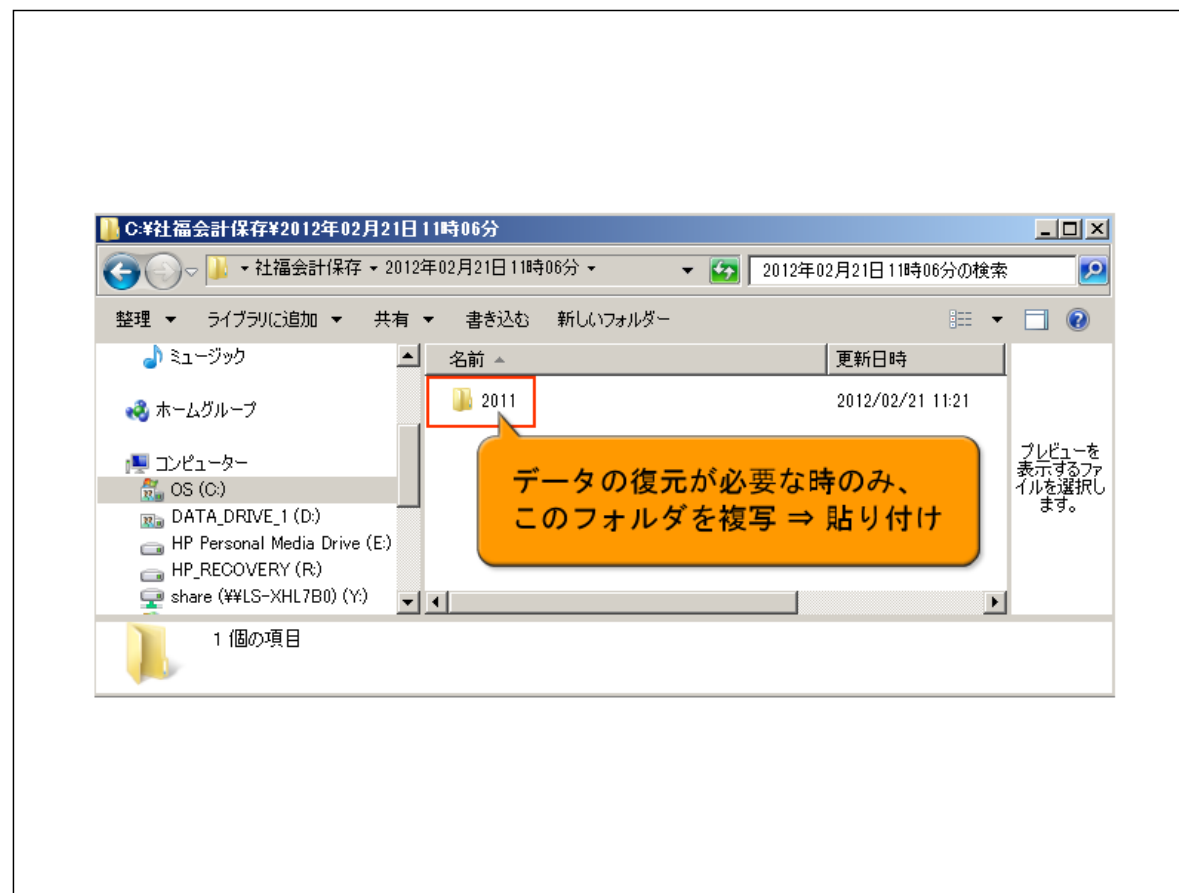 C:¥社福会計保存¥2012年02月21日11時06分
社福会計保存 2012年02月21日11時06分
2012年02月21日11時06分の検索
整理 ライブラリに追加 共有 書き込む 新しいフォルダー
ミュージック
ホームグループ
コンピューター
OS (C:)
DATA_DRIVE_1 (D:)
HP Personal Media Drive (E:)
HP_RECOVERY (R:)
share (¥¥LS-XHL7B0) (Y:)
名前 更新日時
2011 2012/02/21 11:21
データの復元が必要な時のみ、
このフォルダを複写 ⇒ 貼り付け
プレビューを
表示するファ
イルを選択し
ます。
1 個の項目